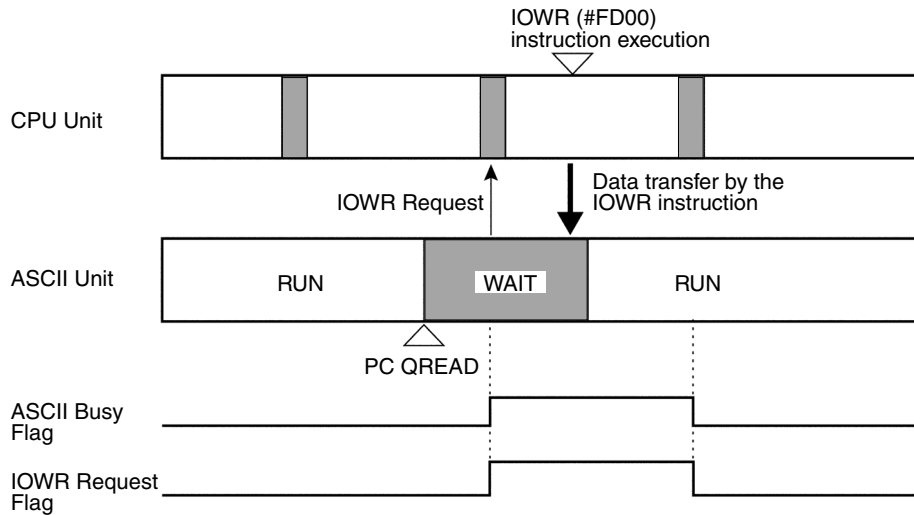 IOWR (#FD00)
instruction execution
CPU Unit
IOWR Request
Data transfer by the
IOWR instruction
ASCII Unit
RUN
WAIT
RUN
PC QREAD
ASCII Busy
Flag
IOWR Request
Flag